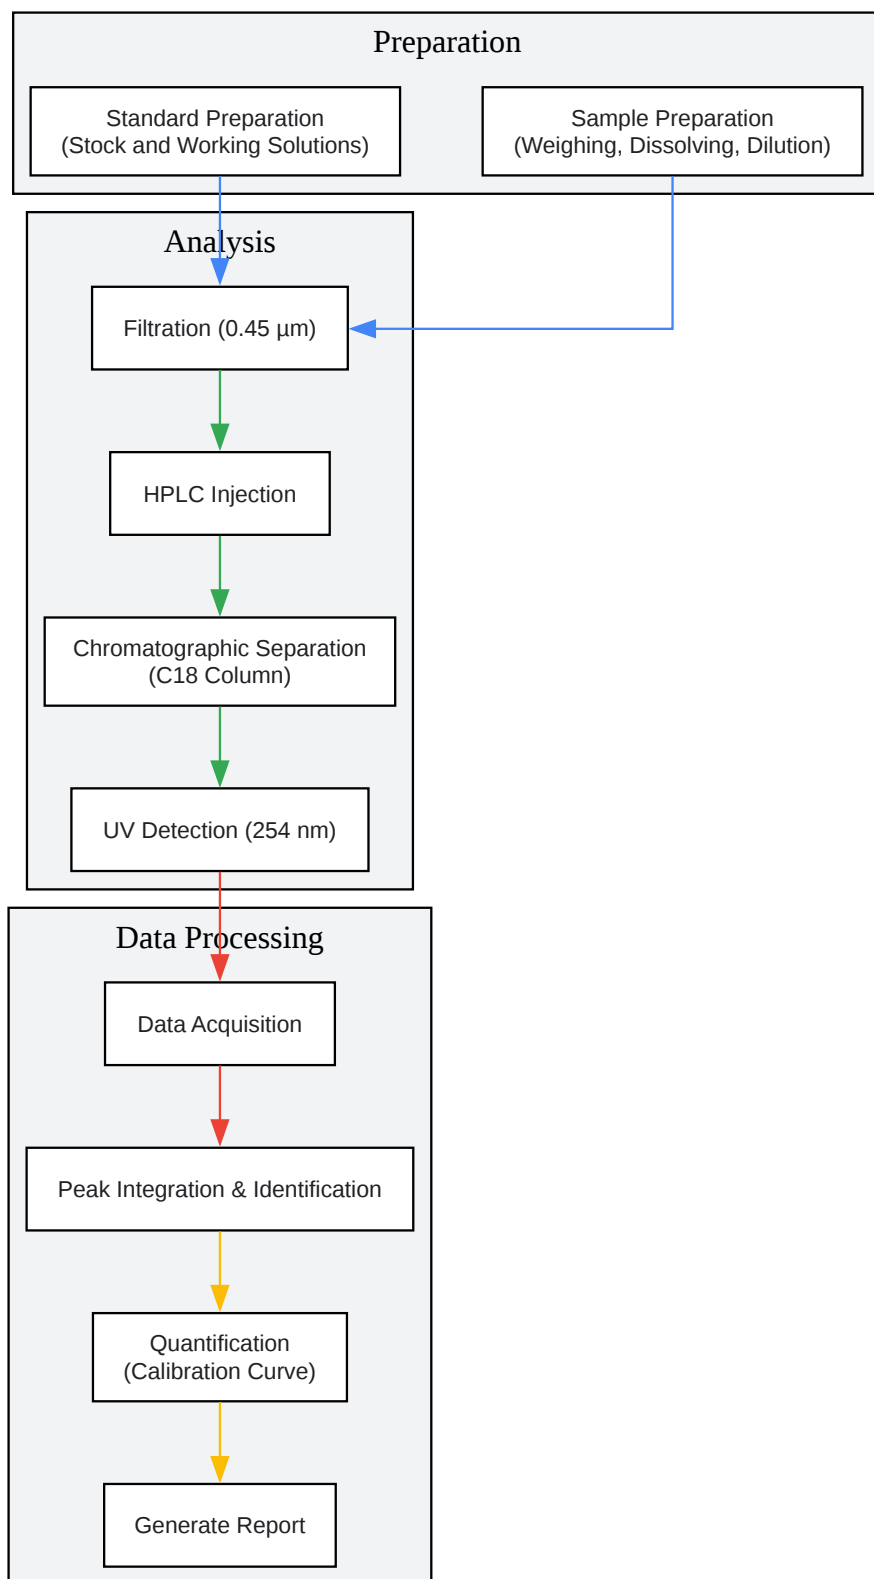 Preparation
Standard Preparation
(Stock and Working Solutions)
Sample Preparation
(Weighing, Dissolving, Dilution)
Analysis
Filtration (0.45 µm)
HPLC Injection
Chromatographic Separation
(C18 Column)
UV Detection (254 nm)
Data Processing
Data Acquisition
Peak Integration & Identification
Quantification
(Calibration Curve)
Generate Report